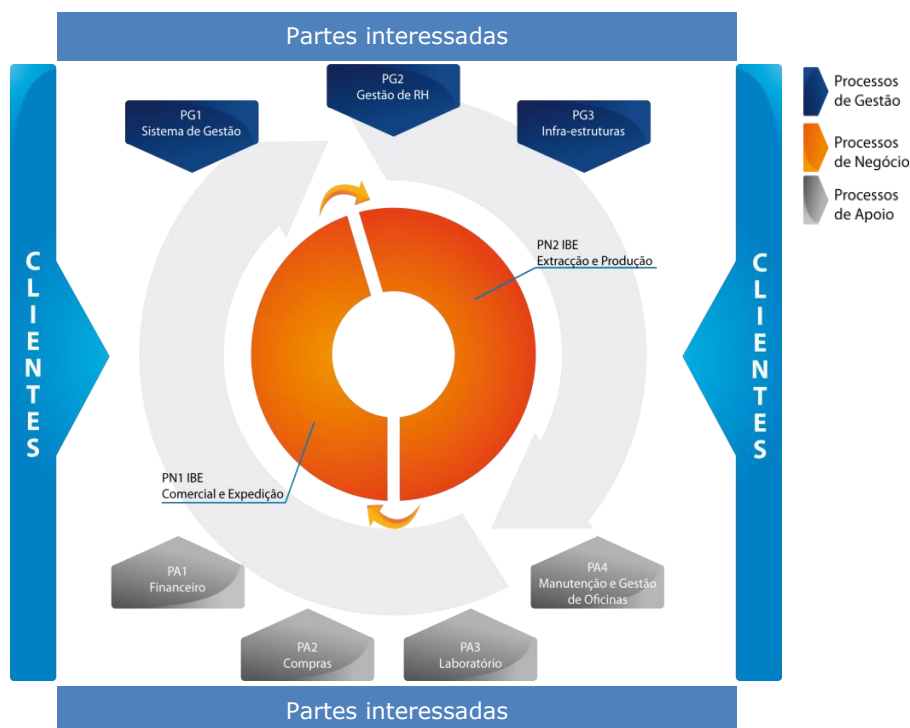 Partes interessadas
PG2
Gestão de RH
PG1
Sistema de Gestão
PG3
Infra-estruturas
Processos
de Gestão
Processos
de Negócio
Processos
de Apoio
CLIENTES
PN2 IBE
Extracção e Produção
CLIENTES
PN1 IBE
Comercial e Expedição
PA1
Financeiro
PA4
Manutenção e Gestão
de Oficinas
PA2
Compras
PA3
Laboratório
Partes interessadas